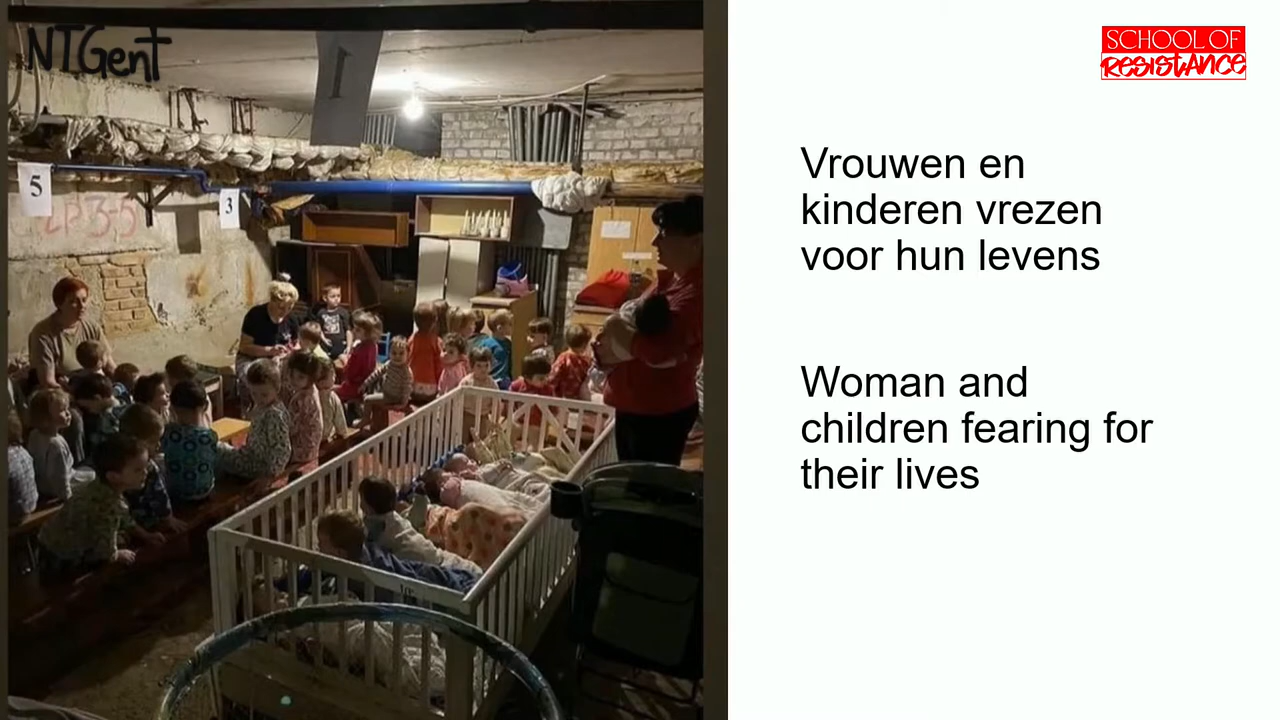 NTGent
SCHOOL OF
RESISTANCE
5
3
Vrouwen en
kinderen vrezen
voor hun levens
Woman and
children fearing for
their lives